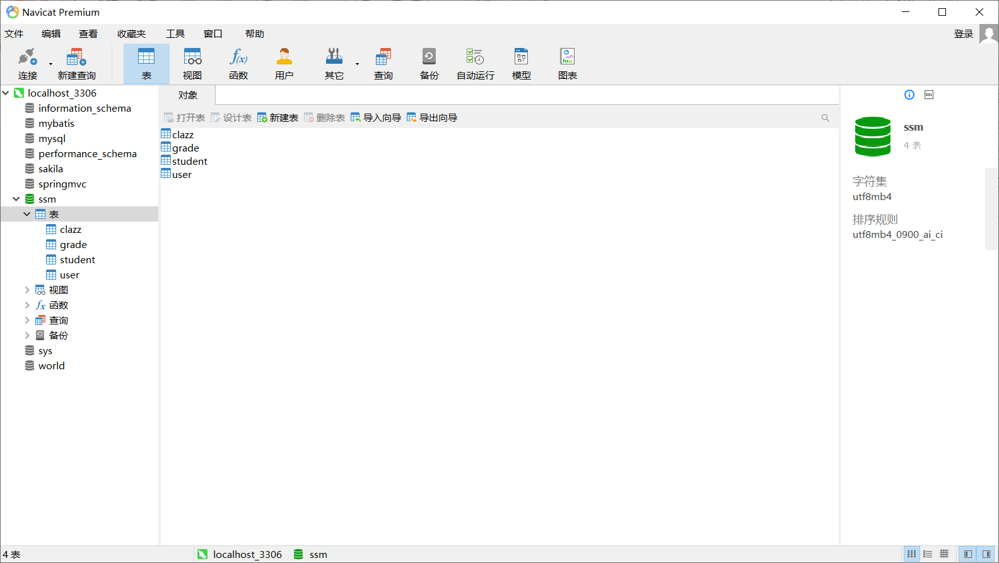 Navicat Premium
文件 编辑 查看 收藏夹 工具 窗口 帮助 登录
连接 新建查询 表 视图 函数 用户 其它 查询 备份 自动运行 模型 图表
localhost_3306
information_schema
mybatis
mysql
performance_schema
sakila
springmvc
ssm
表
clazz
grade
student
user
视图
函数
查询
备份
sys
world
对象
打开表 设计表 新建表 删除表 导入向导 导出向导
clazz
grade
student
user
DDL
ssm
4 表
字符集
utf8mb4
排序规则
utf8mb4_0900_ai_ci
4 表 localhost_3306 ssm